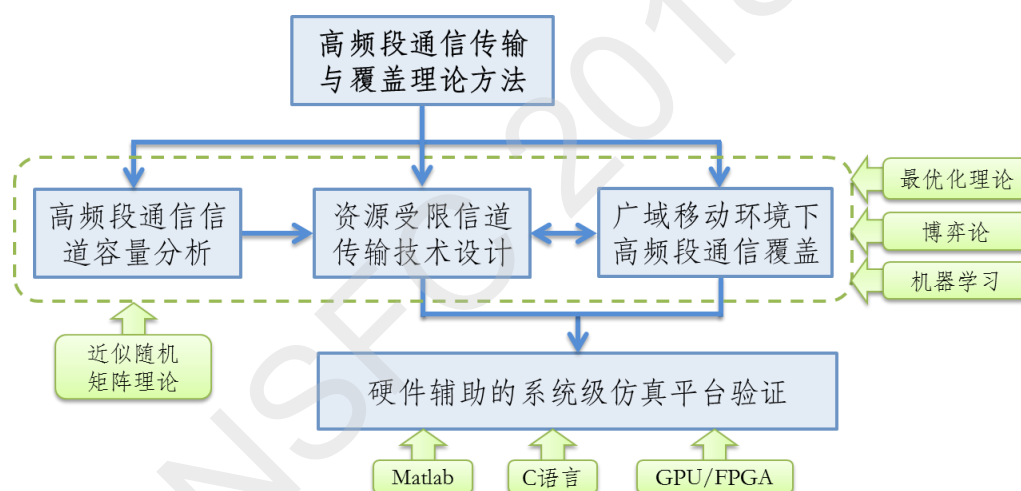 高频段通信传输
与覆盖理论方法
高频段通信信
道容量分析
资源受限信道
传输技术设计
广域移动环境下
高频段通信覆盖
最优化理论
博弈论
机器学习
近似随机
矩阵理论
硬件辅助的系统级仿真平台验证
Matlab
C语言
GPU/FPGA
NSFC 201